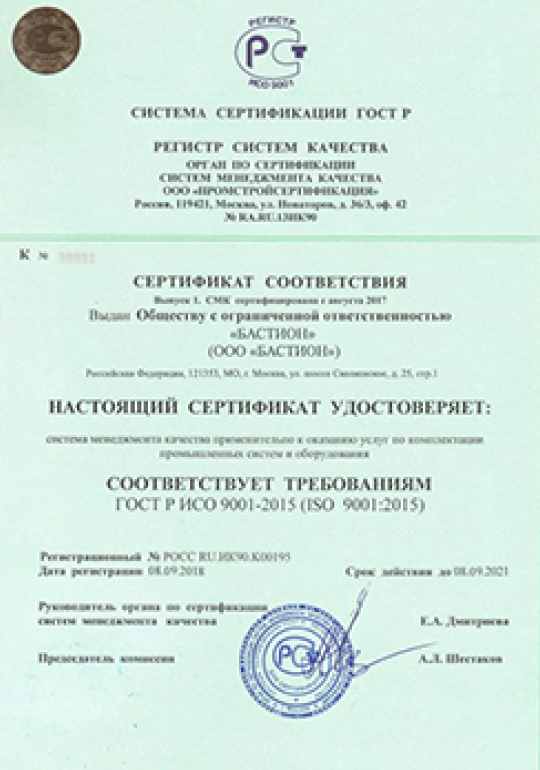 РЕГИСТР
РСТ
ИСО 9001
СИСТЕМА СЕРТИФИКАЦИИ ГОСТ Р
РЕГИСТР СИСТЕМ КАЧЕСТВА
ОРГАН ПО СЕРТИФИКАЦИИ
СИСТЕМ МЕНЕДЖМЕНТА КАЧЕСТВА
ООО «ПРОМСТРОЙСЕРТИФИКАЦИЯ»
Россия, 119421, Москва, ул. Новаторов, д. 36/3, оф. 42
№ RA.RU.13ИК90
К №
СЕРТИФИКАТ СООТВЕТСТВИЯ
Выпуск 1. СМК сертифицирована с августа 2017
Выдан Обществу с ограниченной ответственностью
«БАСТИОН»
(ООО «БАСТИОН»)
Российская Федерация, 121353, МО, г. Москва, ул. шоссе Сколковское, д. 25, стр.1
НАСТОЯЩИЙ СЕРТИФИКАТ УДОСТОВЕРЯЕТ:
система менеджмента качества применительно к оказанию услуг по комплектации
промышленных систем и оборудования
СООТВЕТСТВУЕТ ТРЕБОВАНИЯМ
ГОСТ Р ИСО 9001-2015 (ISO 9001:2015)
Регистрационный № РОСС RU.ИК90.К00195
Дата регистрации 08.09.2018 Срок действия до 08.09.2021
Руководитель органа по сертификации
систем менеджмента качества Е.А. Дмитриева
Председатель комиссии А.Л. Шестаков